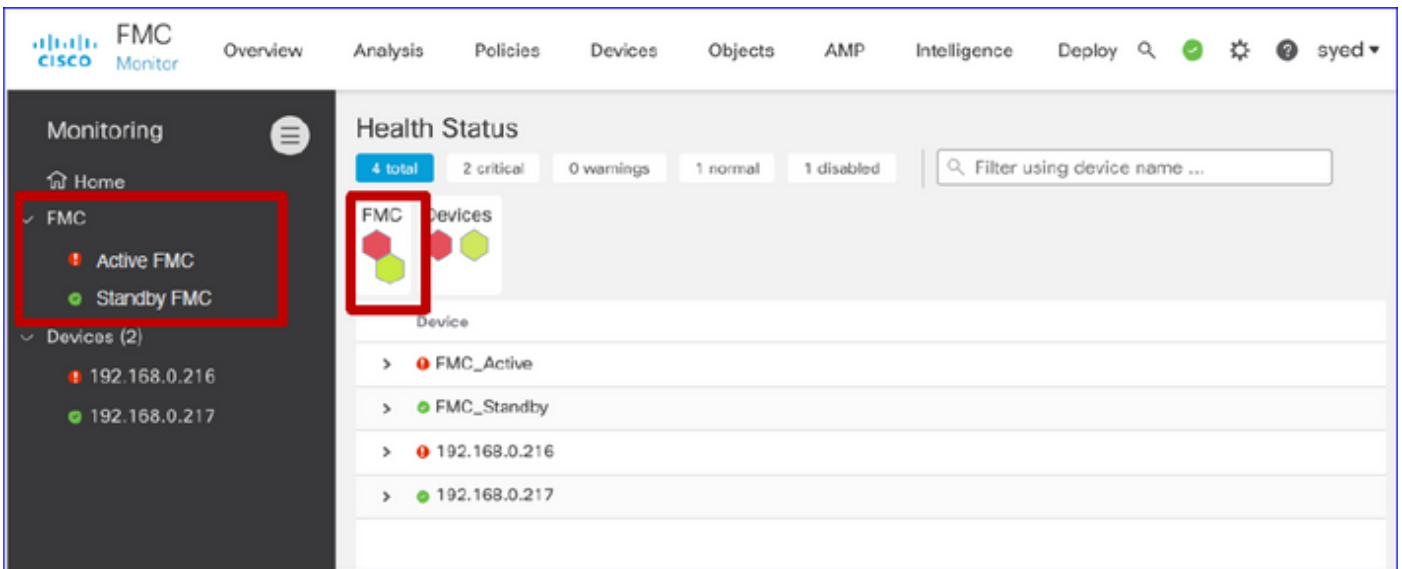 FMC
CISCO Monitor Overview Analysis Policies Devices Objects AMP Intelligence Deploy syed
Monitoring
Home
FMC
Active FMC
Standby FMC
Devices (2)
192.168.0.216
192.168.0.217
Health Status
4 total 2 critical 0 warnings 1 normal 1 disabled Filter using device name ...
FMC Devices
Device
FMC_Active
FMC_Standby
192.168.0.216
192.168.0.217